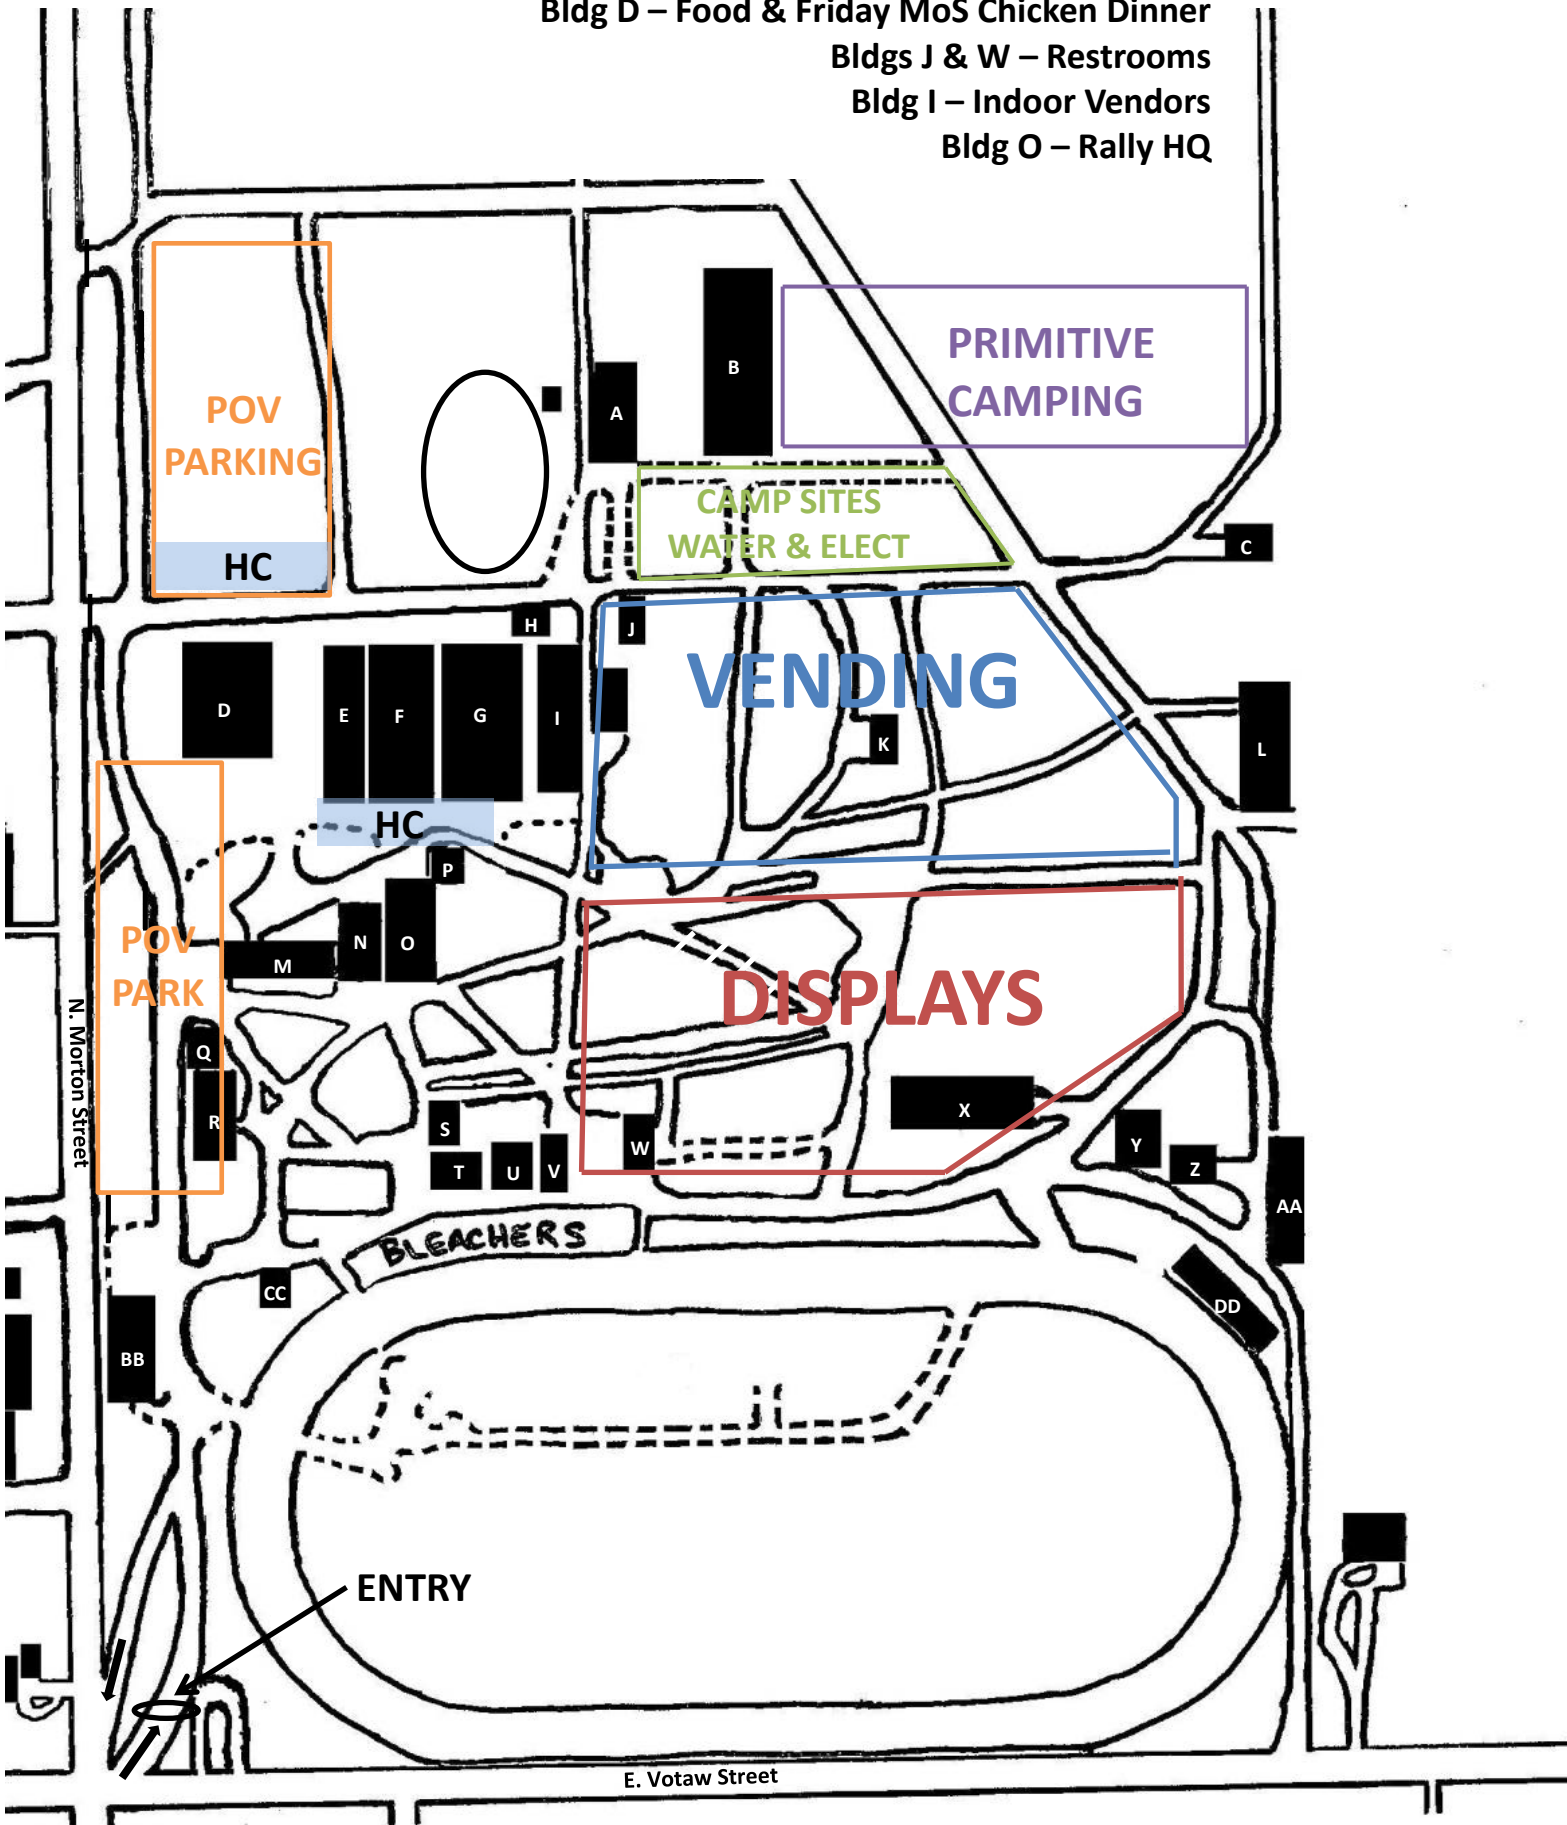 Bldg D – Food & Friday MoS Chicken Dinner
Bldgs J & W – Restrooms
Bldg I – Indoor Vendors
Bldg O – Rally HQ
PRIMITIVE
CAMPING
B
POV
PARKING
A
CAMP SITES
WATER & ELECT
C
HC
H
J
VENDING
D
E
F
G
I
K
L
HC
P
POV
PARK
N
O
M
DISPLAYS
N. Morton Street
Q
R
S
X
W
Y
T
U
V
Z
AA
BLEACHERS
CC
DD
BB
ENTRY
E. Votaw Street